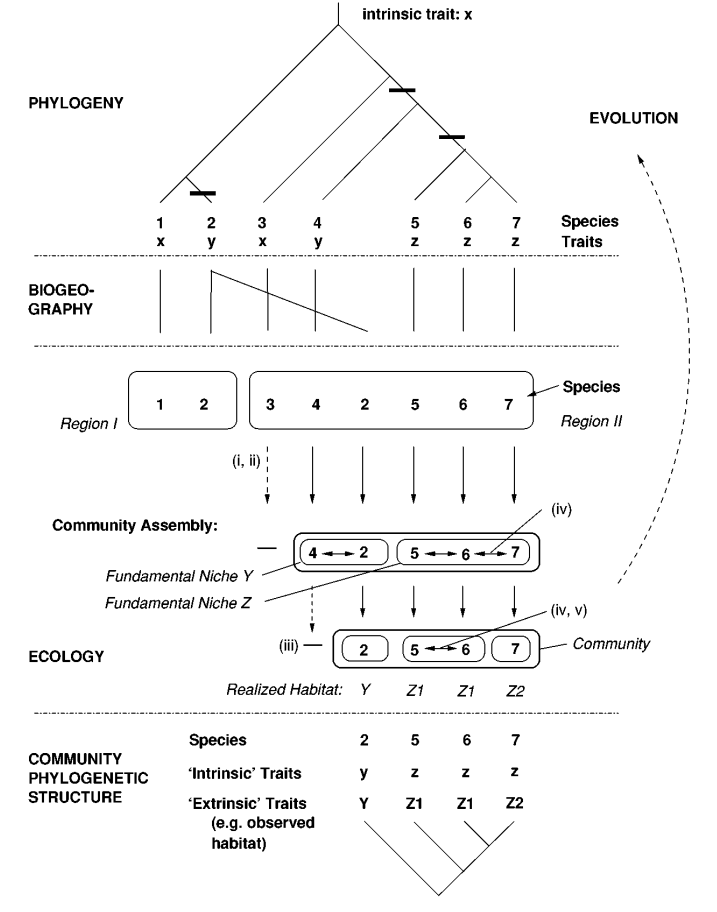 intrinsic trait: x
PHYLOGENY
EVOLUTION
1 2 3 4 5 6 7 Species
x y x y z z z Traits
BIOGEO-
GRAPHY
Species
1 2 3 4 2 5 6 7
Region I Region II
(i, ii)
(iv)
Community Assembly:
4 2 5 6 7
Fundamental Niche Y
Fundamental Niche Z
(iv, v)
(iii)
2 5 6 7 Community
ECOLOGY
Realized Habitat: Y Z1 Z1 Z2
Species 2 5 6 7
COMMUNITY
PHYLOGENETIC
STRUCTURE
'Intrinsic' Traits y z z z
'Extrinsic' Traits Y Z1 Z1 Z2
(e.g. observed
habitat)